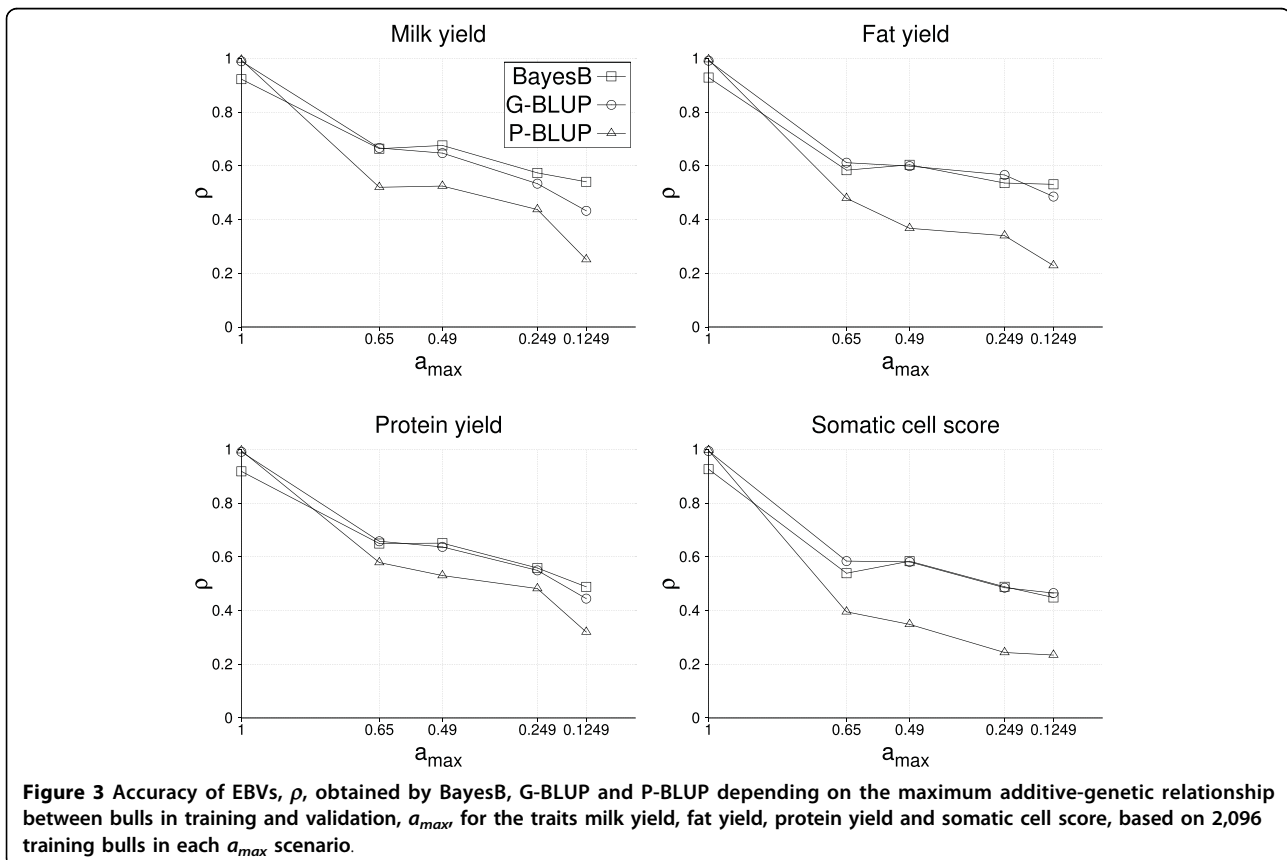 Milk yield
ρ
1
0.8
0.6
0.4
0.2
0
1
0.65
0.49
0.249
0.1249
a_max
BayesB
G-BLUP
P-BLUP
Fat yield
ρ
1
0.8
0.6
0.4
0.2
0
1
0.65
0.49
0.249
0.1249
a_max
Protein yield
ρ
1
0.8
0.6
0.4
0.2
0
1
0.65
0.49
0.249
0.1249
a_max
Somatic cell score
ρ
1
0.8
0.6
0.4
0.2
0
1
0.65
0.49
0.249
0.1249
a_max
Figure 3 Accuracy of EBVs, ρ, obtained by BayesB, G-BLUP and P-BLUP depending on the maximum additive-genetic relationship
between bulls in training and validation, a_max, for the traits milk yield, fat yield, protein yield and somatic cell score, based on 2,096
training bulls in each a_max scenario.